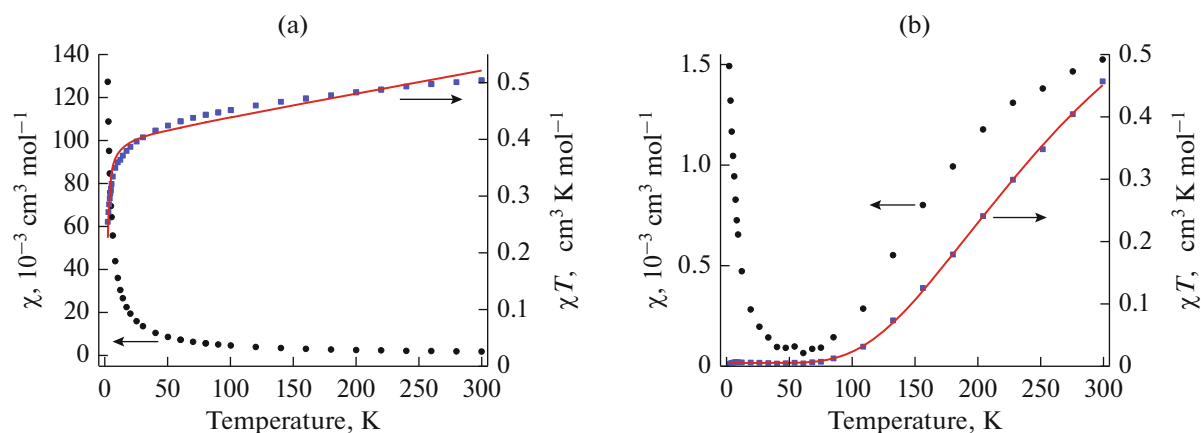 (a)
140
120
100
80
60
40
20
0
χ, 10⁻³ cm³ mol⁻¹
0.5
0.4
0.3
0.2
0.1
0
χT, cm³ K mol⁻¹
0 50 100 150 200 250 300
Temperature, K
(b)
1.5
1.0
0.5
0
χ, 10⁻³ cm³ mol⁻¹
0.5
0.4
0.3
0.2
0.1
0
χT, cm³ K mol⁻¹
0 50 100 150 200 250 300
Temperature, K